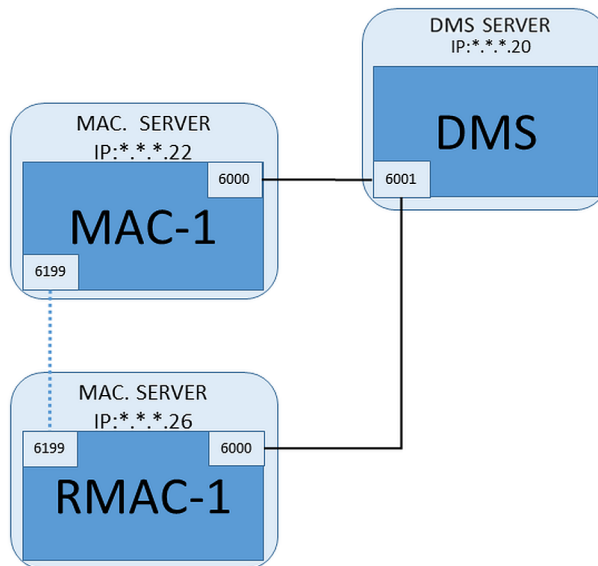 DMS SERVER
IP:*.*.*.20
DMS
6001
MAC. SERVER
IP:*.*.*.22
6000
MAC-1
6199
MAC. SERVER
IP:*.*.*.26
6199
6000
RMAC-1